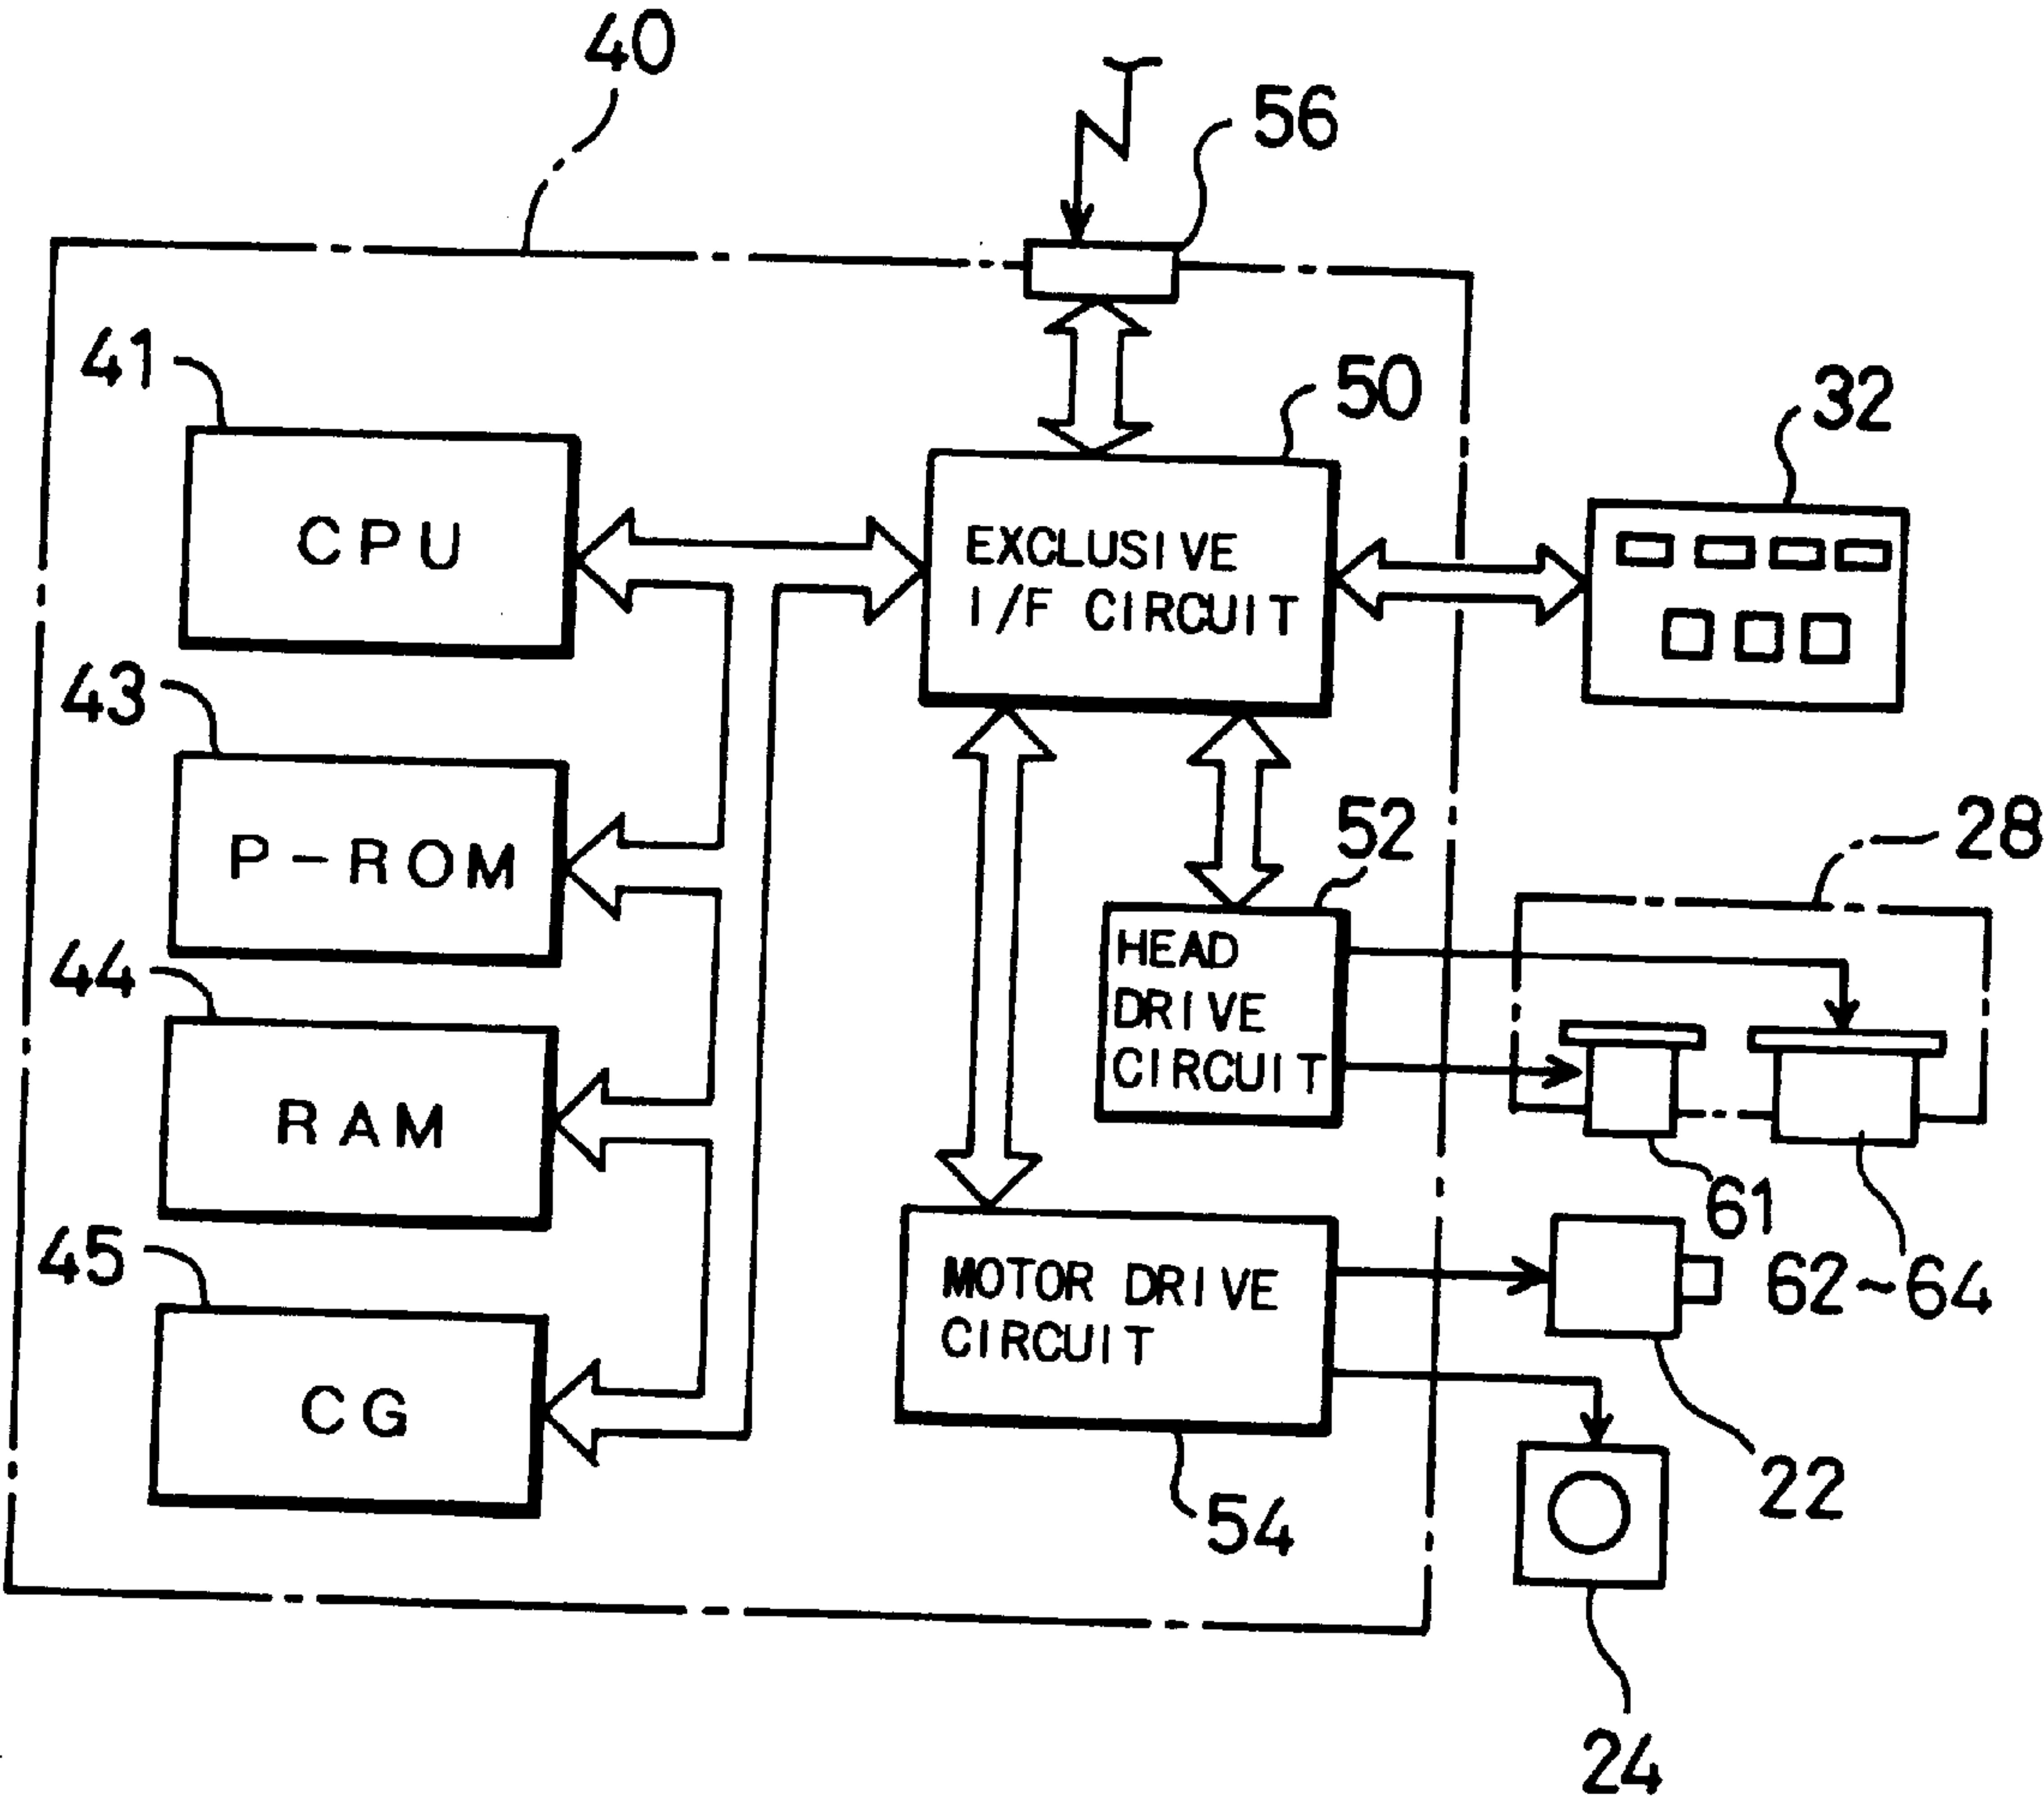 40
56
41
50
32
CPU
EXCLUSIVE
I/F CIRCUIT
43
P-ROM
52
28
44
HEAD
DRIVE
CIRCUIT
RAM
61
45
62~64
MOTOR DRIVE
CIRCUIT
CG
22
54
24